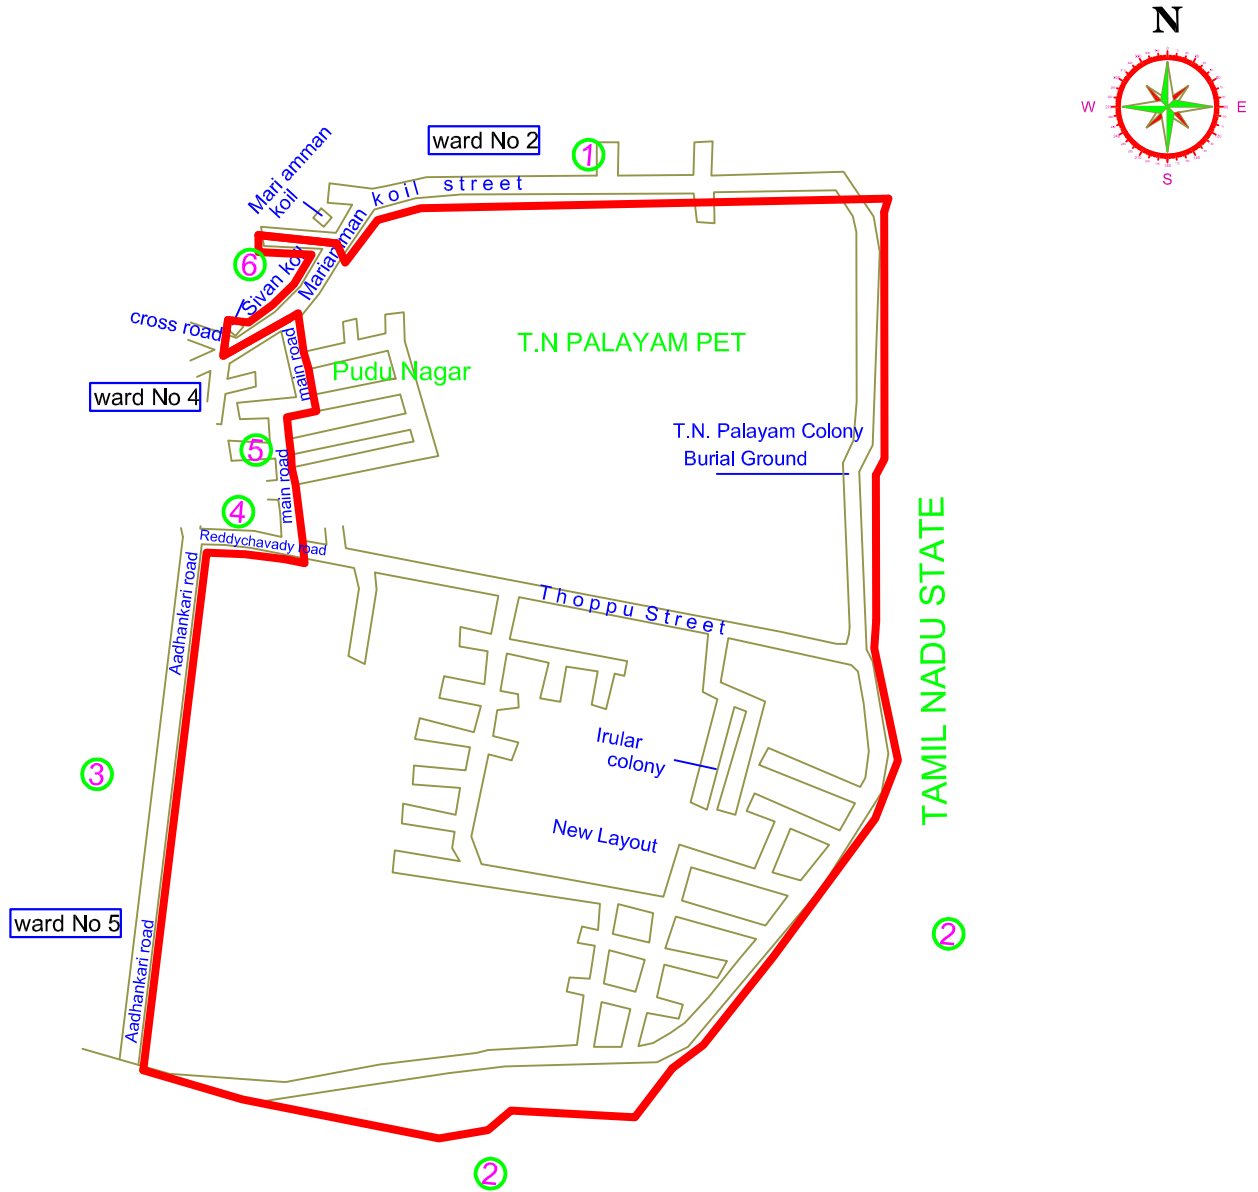 N
W
E
S
ward No 2
1
Mari amman
koil
Mariamman koil street
6
Sivan koil
cross road
main road
T.N PALAYAM PET
Pudu Nagar
ward No 4
T.N. Palayam Colony
Burial Ground
5
main road
4
Reddychavady road
Aadhankari road
Thoppu Street
TAMIL NADU STATE
Irular
colony
3
New Layout
ward No 5
Aadhankari road
2
2